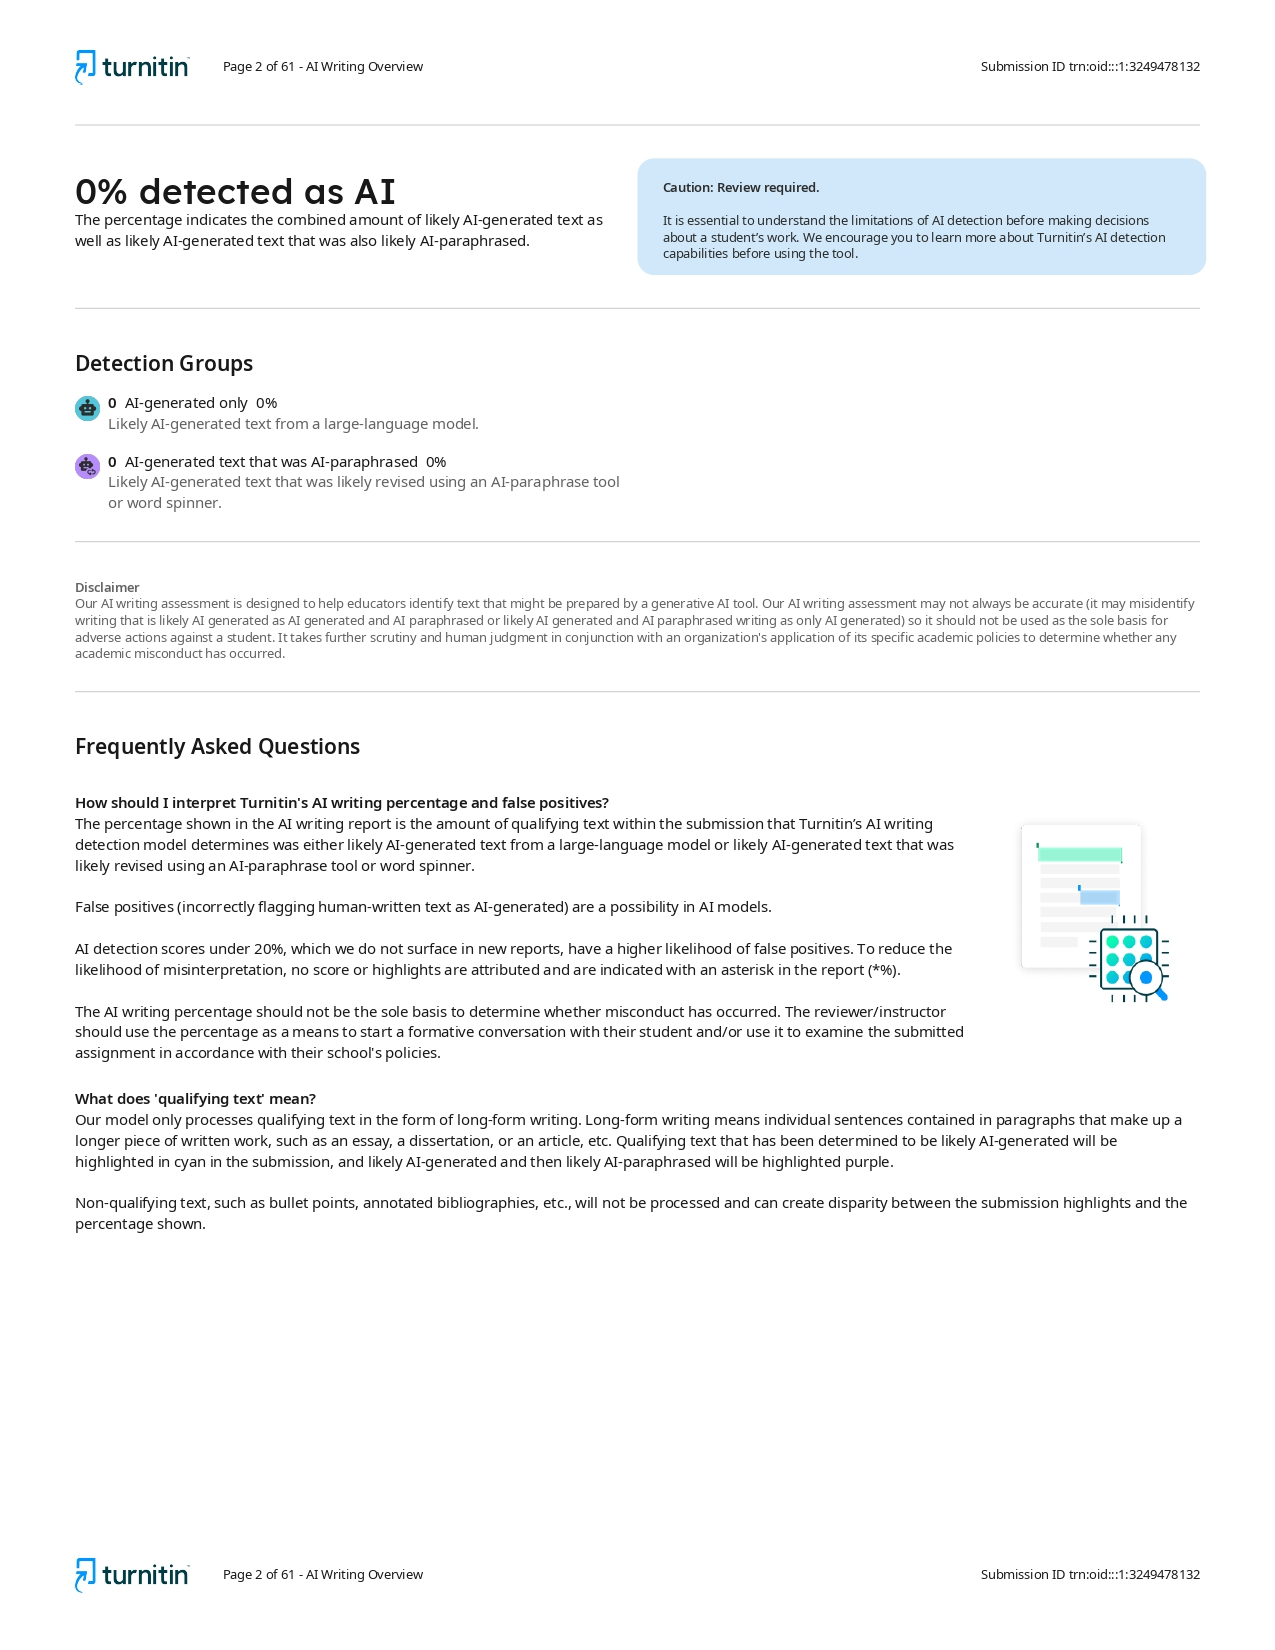 turnitin Page 2 of 61 - AI Writing Overview Submission ID trn:oid:::1:3249478132
0% detected as AI
The percentage indicates the combined amount of likely AI-generated text as
well as likely AI-generated text that was also likely AI-paraphrased.
Caution: Review required.
It is essential to understand the limitations of AI detection before making decisions
about a student’s work. We encourage you to learn more about Turnitin’s AI detection
capabilities before using the tool.
Detection Groups
0 AI-generated only 0%
Likely AI-generated text from a large-language model.
0 AI-generated text that was AI-paraphrased 0%
Likely AI-generated text that was likely revised using an AI-paraphrase tool
or word spinner.
Disclaimer
Our AI writing assessment is designed to help educators identify text that might be prepared by a generative AI tool. Our AI writing assessment may not always be accurate (it may misidentify
writing that is likely AI generated as AI generated and AI paraphrased or likely AI generated and AI paraphrased writing as only AI generated) so it should not be used as the sole basis for
adverse actions against a student. It takes further scrutiny and human judgment in conjunction with an organization's application of its specific academic policies to determine whether any
academic misconduct has occurred.
Frequently Asked Questions
How should I interpret Turnitin's AI writing percentage and false positives?
The percentage shown in the AI writing report is the amount of qualifying text within the submission that Turnitin’s AI writing
detection model determines was either likely AI-generated text from a large-language model or likely AI-generated text that was
likely revised using an AI-paraphrase tool or word spinner.
False positives (incorrectly flagging human-written text as AI-generated) are a possibility in AI models.
AI detection scores under 20%, which we do not surface in new reports, have a higher likelihood of false positives. To reduce the
likelihood of misinterpretation, no score or highlights are attributed and are indicated with an asterisk in the report (*%).
The AI writing percentage should not be the sole basis to determine whether misconduct has occurred. The reviewer/instructor
should use the percentage as a means to start a formative conversation with their student and/or use it to examine the submitted
assignment in accordance with their school's policies.
What does 'qualifying text' mean?
Our model only processes qualifying text in the form of long-form writing. Long-form writing means individual sentences contained in paragraphs that make up a
longer piece of written work, such as an essay, a dissertation, or an article, etc. Qualifying text that has been determined to be likely AI-generated will be
highlighted in cyan in the submission, and likely AI-generated and then likely AI-paraphrased will be highlighted purple.
Non-qualifying text, such as bullet points, annotated bibliographies, etc., will not be processed and can create disparity between the submission highlights and the
percentage shown.
turnitin Page 2 of 61 - AI Writing Overview Submission ID trn:oid:::1:3249478132